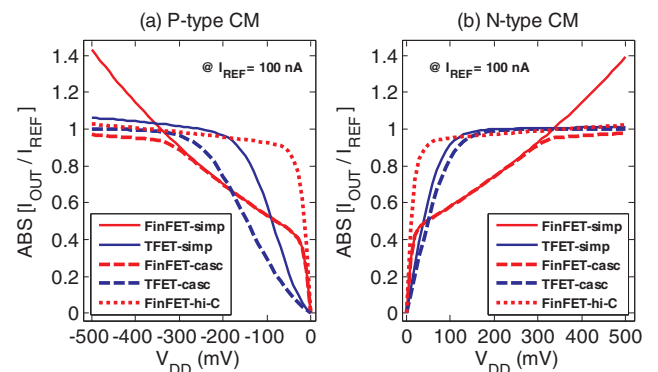 (a) P-type CM
ABS [I_OUT / I_REF]
1.4
1.2
1
0.8
0.6
0.4
0.2
0
@ I_REF= 100 nA
FinFET-simp
TFET-simp
FinFET-casc
TFET-casc
FinFET-hi-C
-500 -400 -300 -200 -100 0
V_DD (mV)
(b) N-type CM
ABS [I_OUT / I_REF]
1.4
1.2
1
0.8
0.6
0.4
0.2
0
@ I_REF= 100 nA
FinFET-simp
TFET-simp
FinFET-casc
TFET-casc
FinFET-hi-C
0 100 200 300 400 500
V_DD (mV)